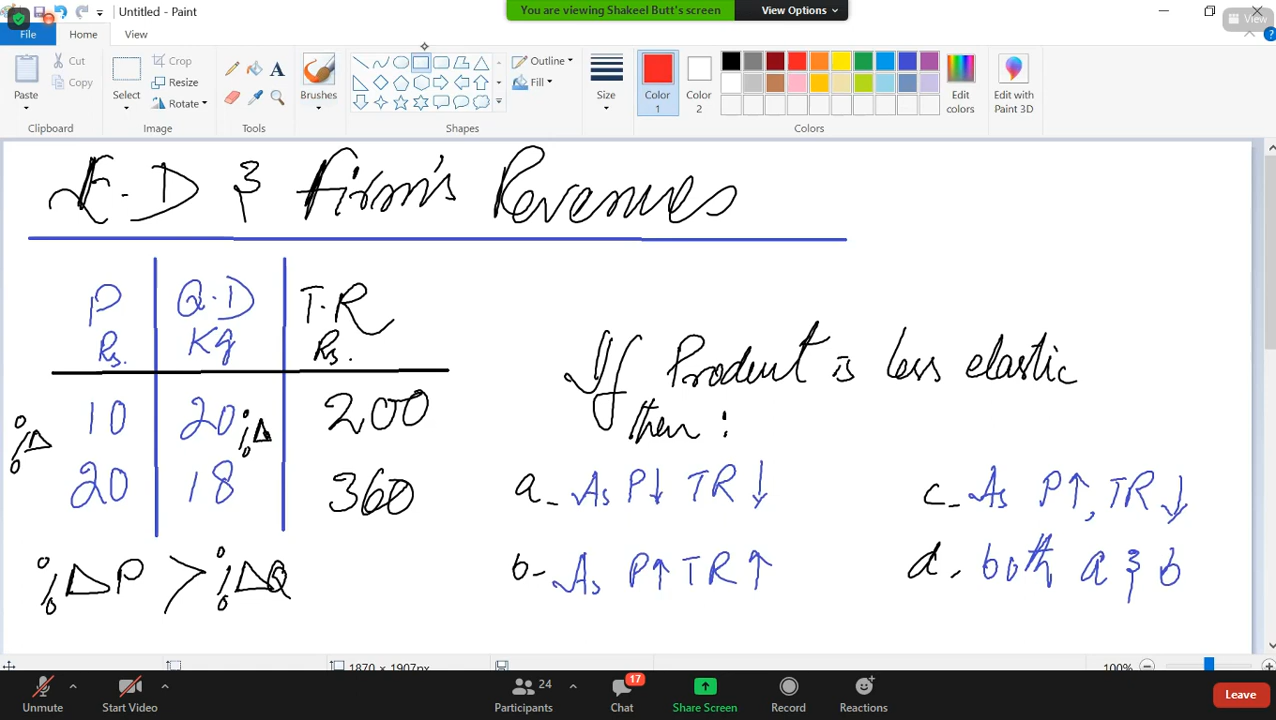 Untitled - Paint
You are viewing Shakeel Butt's screen
View Options
View
File
Home
View
Paste
Cut
Copy
Select
Crop
Resize
Rotate
Brushes
Outline
Fill
Size
Color
1
Color
2
Edit
colors
Edit with
Paint 3D
Clipboard
Image
Tools
Shapes
Colors
E.D & Firm's Revenues
P Q.D T.R
Rs. Kg Rs.
10 20 %Δ 200
%Δ
20 18 360
%ΔP > %ΔQ
If Product is less elastic
then :
a- As P↓ TR ↓
b- As P↑ TR ↑
c- As P↑, TR ↓
d. both a & b
1870 × 1907px
100%
Unmute
Start Video
24
Participants
17
Chat
Share Screen
Record
Reactions
Leave